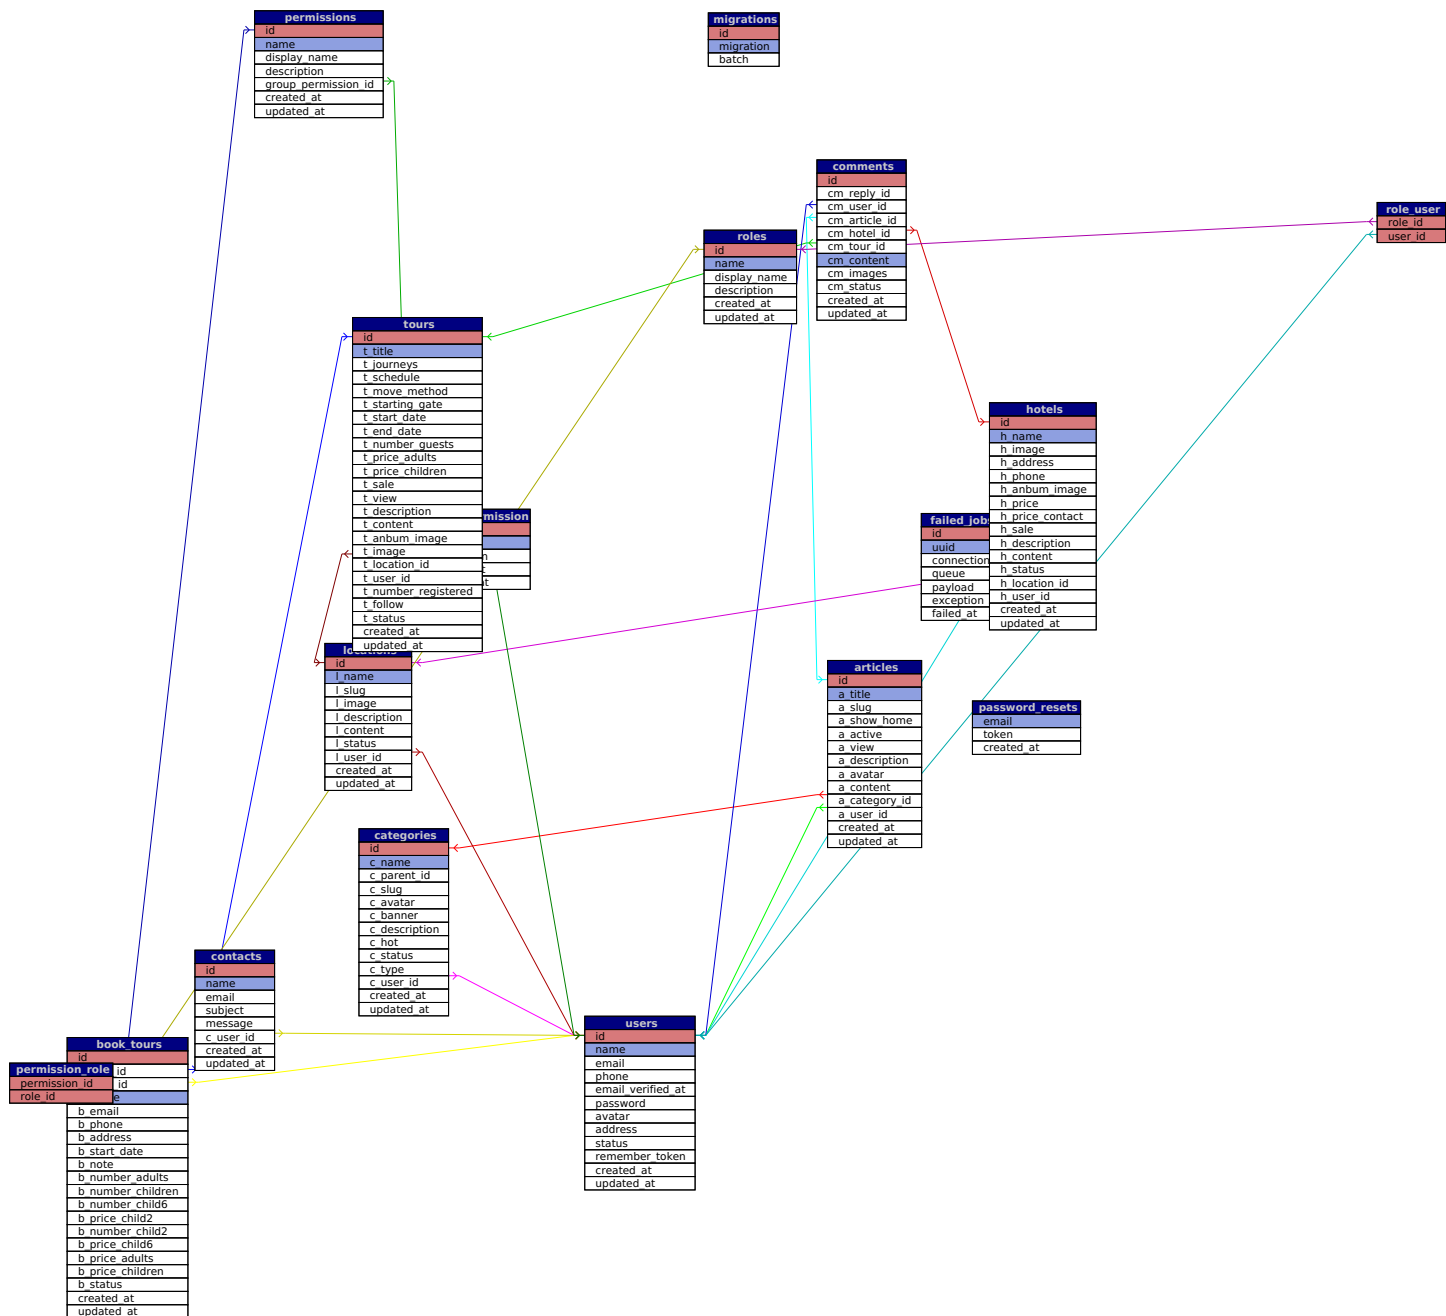 permissions
id
name
display_name
description
group_permission_id
created_at
updated_at
migrations
id
migration
batch
comments
id
cm_reply_id
cm_user_id
cm_article_id
cm_hotel_id
cm_tour_id
cm_content
cm_images
cm_status
created_at
updated_at
role_user
role_id
user_id
roles
id
name
display_name
description
created_at
updated_at
tours
id
t_title
t_journeys
t_schedule
t_move_method
t_starting_gate
t_start_date
t_end_date
t_number_guests
t_price_adults
t_price_children
t_sale
t_view
t_description
t_content
t_anbum_image
t_image
t_location_id
t_user_id
t_number_registered
t_follow
t_status
created_at
updated_at
mission
hotels
id
h_name
h_image
h_address
h_phone
h_anbum_image
h_price
h_price_contact
h_sale
h_description
h_content
h_status
h_location_id
h_user_id
created_at
updated_at
failed_job
id
uuid
connection
queue
payload
exception
failed_at
id
l_name
l_slug
l_image
l_description
l_content
l_status
l_user_id
created_at
updated_at
articles
id
a_title
a_slug
a_show_home
a_active
a_view
a_description
a_avatar
a_content
a_category_id
a_user_id
created_at
updated_at
password_resets
email
token
created_at
categories
id
c_name
c_parent_id
c_slug
c_avatar
c_banner
c_description
c_hot
c_status
c_type
c_user_id
created_at
updated_at
contacts
id
name
email
subject
message
c_user_id
created_at
updated_at
users
id
name
email
phone
email_verified_at
password
avatar
address
status
remember_token
created_at
updated_at
book_tours
id
id
id
e
b_email
b_phone
b_address
b_start_date
b_note
b_number_adults
b_number_children
b_number_child6
b_price_child2
b_number_child2
b_price_child6
b_price_adults
b_price_children
b_status
created_at
updated_at
permission_role
permission_id
role_id